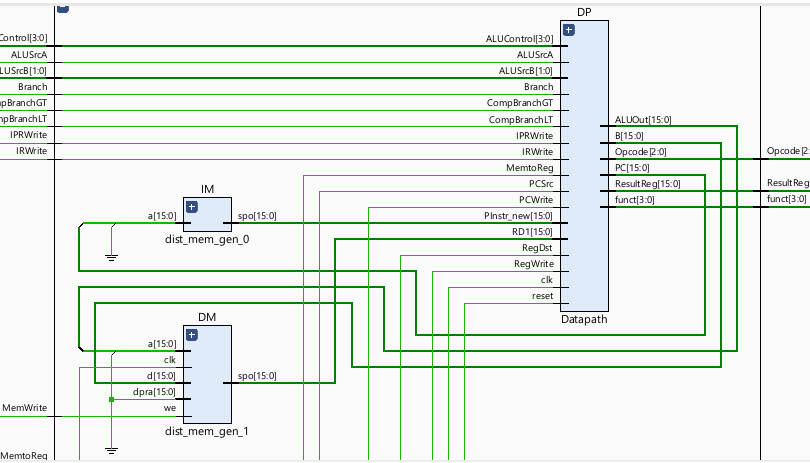 DP
Control[3:0]
ALUControl[3:0]
ALUSrcA
ALUSrcA
LUSrcB[1:0]
ALUSrcB[1:0]
Branch
Branch
mpBranchGT
CompBranchGT
mpBranchLT
CompBranchLT
ALUOut[15:0]
IPRWrite
IPRWrite
B[15:0]
IRWrite
IRWrite
Opcode[2:0]
Opcode[2:
MemtoReg
PC[15:0]
PCSrc
ResultReg[15:0]
ResultReg
PCWrite
funct[3:0]
funct[3:0]
IM
a[15:0]
spo[15:0]
PInstr_new[15:0]
RD1[15:0]
dist_mem_gen_0
RegDst
RegWrite
clk
reset
Datapath
DM
a[15:0]
clk
d[15:0]
spo[15:0]
dpra[15:0]
MemWrite
we
dist_mem_gen_1
MemtoReg